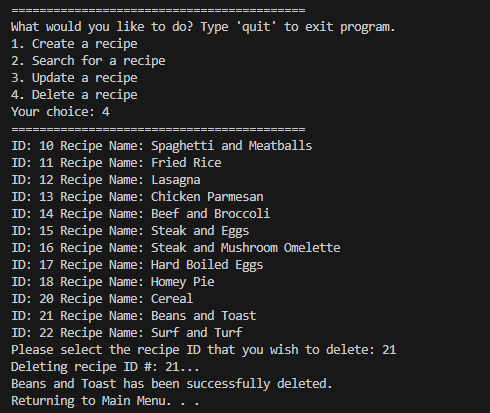 ==========================================
What would you like to do? Type 'quit' to exit program.
1. Create a recipe
2. Search for a recipe
3. Update a recipe
4. Delete a recipe
Your choice: 4
==========================================
ID: 10 Recipe Name: Spaghetti and Meatballs
ID: 11 Recipe Name: Fried Rice
ID: 12 Recipe Name: Lasagna
ID: 13 Recipe Name: Chicken Parmesan
ID: 14 Recipe Name: Beef and Broccoli
ID: 15 Recipe Name: Steak and Eggs
ID: 16 Recipe Name: Steak and Mushroom Omelette
ID: 17 Recipe Name: Hard Boiled Eggs
ID: 18 Recipe Name: Homey Pie
ID: 20 Recipe Name: Cereal
ID: 21 Recipe Name: Beans and Toast
ID: 22 Recipe Name: Surf and Turf
Please select the recipe ID that you wish to delete: 21
Deleting recipe ID #: 21...
Beans and Toast has been successfully deleted.
Returning to Main Menu. . .